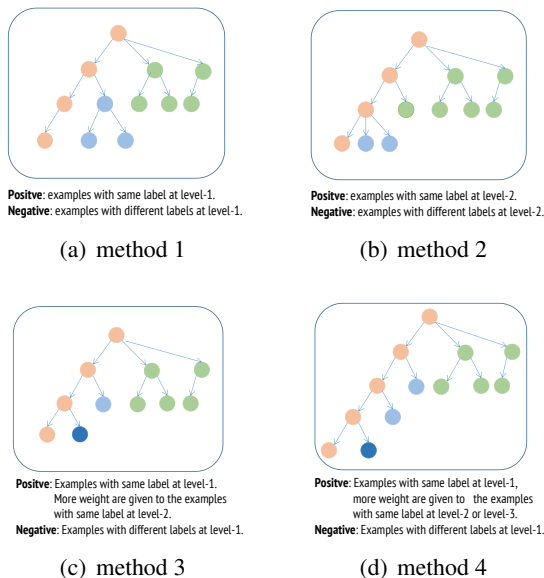 Positve: examples with same label at level-1.
Negative: examples with different labels at level-1.
(a) method 1
Positve: examples with same label at level-2.
Negative: examples with different labels at level-2.
(b) method 2
Positve: Examples with same label at level-1.
More weight are given to the examples
with same label at level-2.
Negative: Examples with different labels at level-1.
(c) method 3
Positve: Examples with same label at level-1,
more weight are given to the examples
with same label at level-2 or level-3.
Negative: Examples with different labels at level-1.
(d) method 4